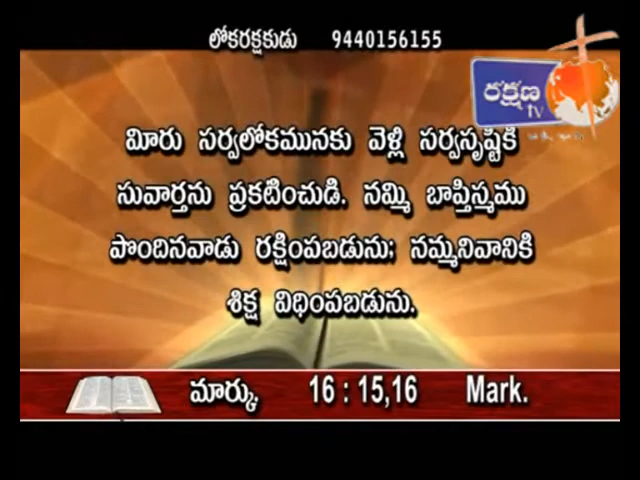 లోకరక్షకుడు 9440156155
రక్షణ
TV
మీరు సర్వలోకమునకు వెళ్లి సర్వసృష్టికి
సువార్తను ప్రకటించుడి. నమ్మి బాప్తిస్మము
పొందినవాడు రక్షింపబడును; నమ్మనివానికి
శిక్ష విధింపబడును.
మార్కు. 16 : 15,16 Mark.